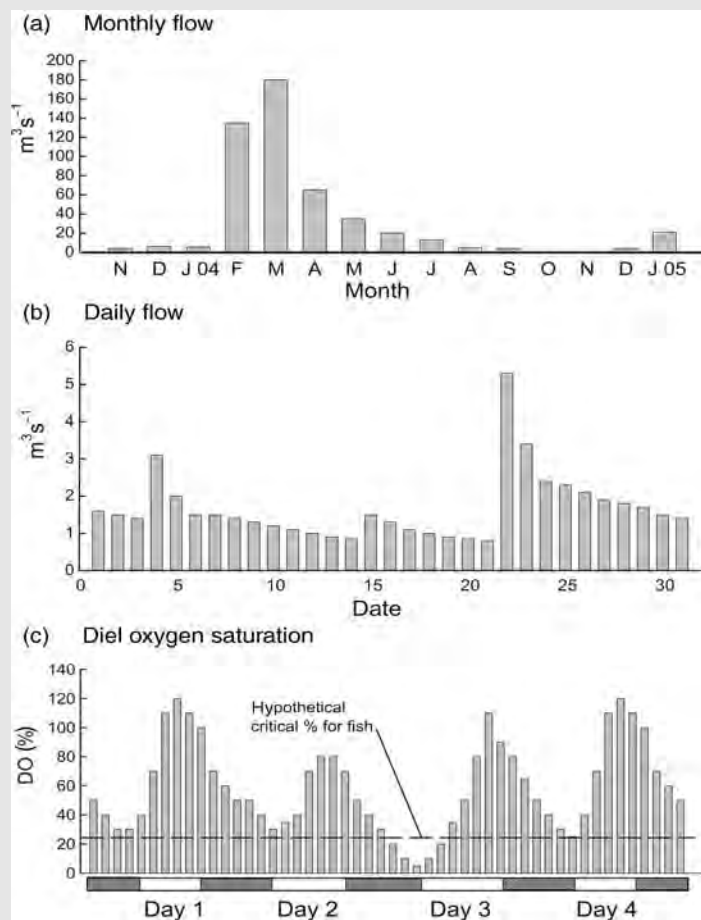 (a) Monthly flow
200
180
160
140
120
100
80
60
40
20
0
m³s⁻¹
N D J 04 F M A M J J A S O N D J 05
Month
(b) Daily flow
6
5
4
3
2
1
0
m³s⁻¹
0 5 10 15 20 25 30
Date
(c) Diel oxygen saturation
140
120
100
80
60
40
20
0
DO (%)
Hypothetical
critical % for fish
Day 1 Day 2 Day 3 Day 4